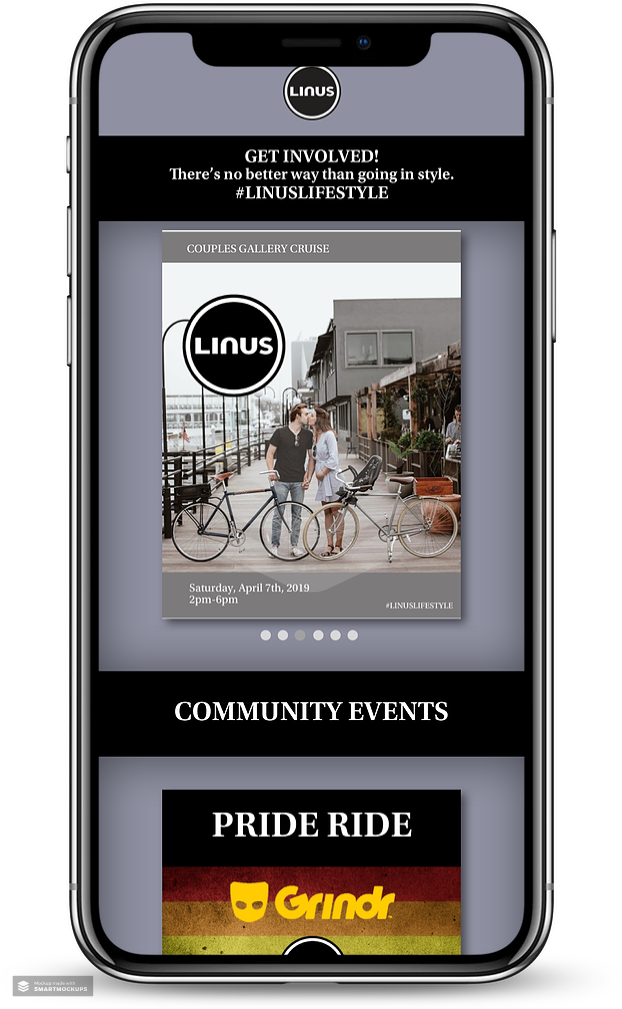 LINUS
GET INVOLVED!
There's no better way than going in style.
#LINUSLIFESTYLE
COUPLES GALLERY CRUISE
LINUS
Saturday, April 7th, 2019
2pm-6pm
#LINUSLIFESTYLE
COMMUNITY EVENTS
PRIDE RIDE
Grindr
Mockup made with
SMARTMOCKUPS